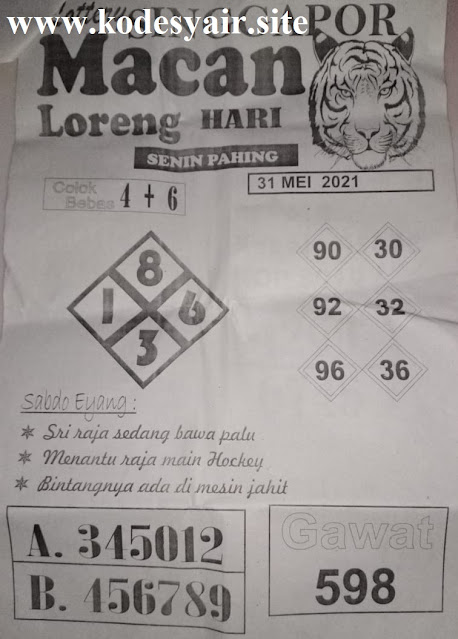 www.kodesyair.site
SINGGAPOR
Macan
Loreng HARI
SENIN PAHING
31 MEI 2021
Colok Bebas 4 + 6
8
1 6
3
90 30
92 32
96 36
Sabdo Eyang :
* Sri raja sedang bawa palu
* Menantu raja main Hockey
* Bintangnya ada di mesin jahit
A. 345012
B. 456789
Gawat
598